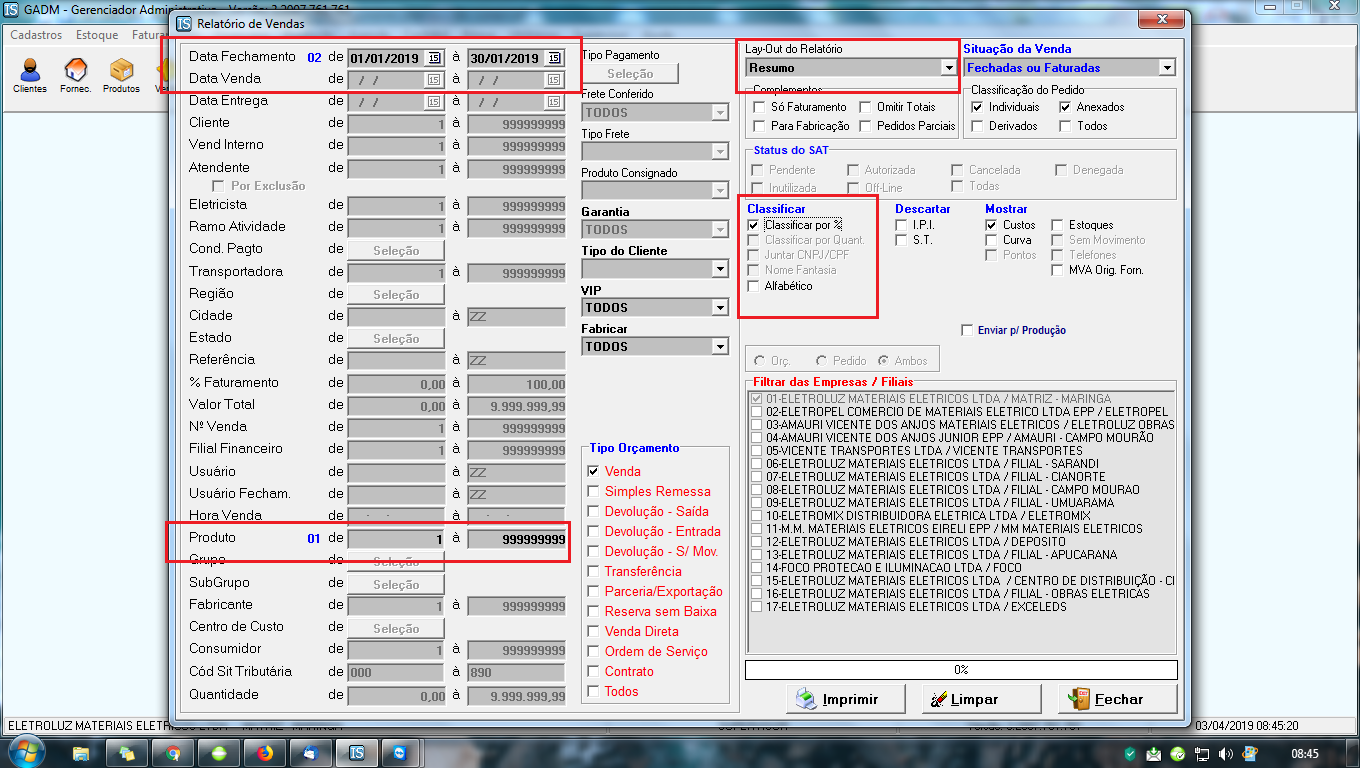 GADM - Gerenciador Administrativo - Versão: 3.2007.761.761
Cadastros Estoque Fatura
Clientes Fornec. Produtos
Relatório de Vendas
Data Fechamento 02 01/01/2019 15 à 30/01/2019 15
Data Venda / / 15 à / / 15
Data Entrega / / 15 à / / 15
Cliente de 1 à 999999999
Vend Interno de 1 à 999999999
Atendente de 1 à 999999999
Por Exclusão
Eletricista de 1 à 999999999
Ramo Atividade de 1 à 999999999
Cond. Pagto de Seleção
Transportadora de 1 à 999999999
Região de Seleção
Cidade de à ZZ
Estado de Seleção
Referência de à ZZ
% Faturamento de 0,00 à 100,00
Valor Total de 0,00 à 9.999.999,99
Nº Venda de 1 à 999999999
Filial Financeiro de 1 à 999999999
Usuário de à ZZ
Usuário Fecham. de à ZZ
Hora Venda de - - à - -
Produto 01 de 1 à 999999999
Grupo de Seleção
SubGrupo de Seleção
Fabricante de 1 à 999999999
Centro de Custo de Seleção
Consumidor de 1 à 999999999
Cód Sit Tributária de 000 à 890
Quantidade de 0,00 à 9.999.999,99
Tipo Pagamento
Seleção
Frete Conferido
TODOS
Tipo Frete
Produto Consignado
Garantia
TODOS
Tipo do Cliente
VIP
TODOS
Fabricar
TODOS
Tipo Orçamento
Venda
Simples Remessa
Devolução - Saída
Devolução - Entrada
Devolução - S/ Mov.
Transferência
Parceria/Exportação
Reserva sem Baixa
Venda Direta
Ordem de Serviço
Contrato
Todos
Lay-Out do Relatório
Resumo
Situação da Venda
Fechadas ou Faturadas
Complementos
Só Faturamento Omitir Totais
Para Fabricação Pedidos Parciais
Classificação do Pedido
Individuais Anexados
Derivados Todos
Status do SAT
Pendente Autorizada Cancelada Denegada
Inutilizada Off-Line Todas
Classificar
Classificar por %
Classificar por Quant.
Juntar CNPJ/CPF
Nome Fantasia
Alfabético
Descartar
I.P.I.
S.T.
Mostrar
Custos Estoques
Curva Sem Movimento
Pontos Telefones
MVA Orig. Forn.
Enviar p/ Produção
Orç. Pedido Ambos
Filtrar das Empresas / Filiais
01-ELETROLUZ MATERIAIS ELETRICOS LTDA / MATRIZ - MARINGA
02-ELETROPEL COMERCIO DE MATERIAIS ELETRICO LTDA EPP / ELETROPEL
03-AMAURI VICENTE DOS ANJOS MATERIAIS ELETRICOS / ELETROLUZ OBRAS
04-AMAURI VICENTE DOS ANJOS JUNIOR EPP / AMAURI - CAMPO MOURÃO
05-VICENTE TRANSPORTES LTDA / VICENTE TRANSPORTES
06-ELETROLUZ MATERIAIS ELETRICOS LTDA / FILIAL - SARANDI
07-ELETROLUZ MATERIAIS ELETRICOS LTDA / FILIAL - CIANORTE
08-ELETROLUZ MATERIAIS ELETRICOS LTDA / FILIAL - CAMPO MOURAO
09-ELETROLUZ MATERIAIS ELETRICOS LTDA / FILIAL - UMUARAMA
10-ELETROMIX DISTRIBUIDORA ELETRICA LTDA / ELETROMIX
11-M.M. MATERIAIS ELETRICOS EIRELI EPP / MM MATERIAIS ELETRICOS
12-ELETROLUZ MATERIAIS ELETRICOS LTDA / DEPOSITO
13-ELETROLUZ MATERIAIS ELETRICOS LTDA / FILIAL - APUCARANA
14-FOCO PROTECAO E ILUMINACAO LTDA / FOCO
15-ELETROLUZ MATERIAIS ELETRICOS LTDA / CENTRO DE DISTRIBUIÇÃO - CI
16-ELETROLUZ MATERIAIS ELETRICOS LTDA / FILIAL - OBRAS ELETRICAS
17-ELETROLUZ MATERIAIS ELETRICOS LTDA / EXCELEDS
0%
Imprimir Limpar Fechar
03/04/2019 08:45:20
08:45